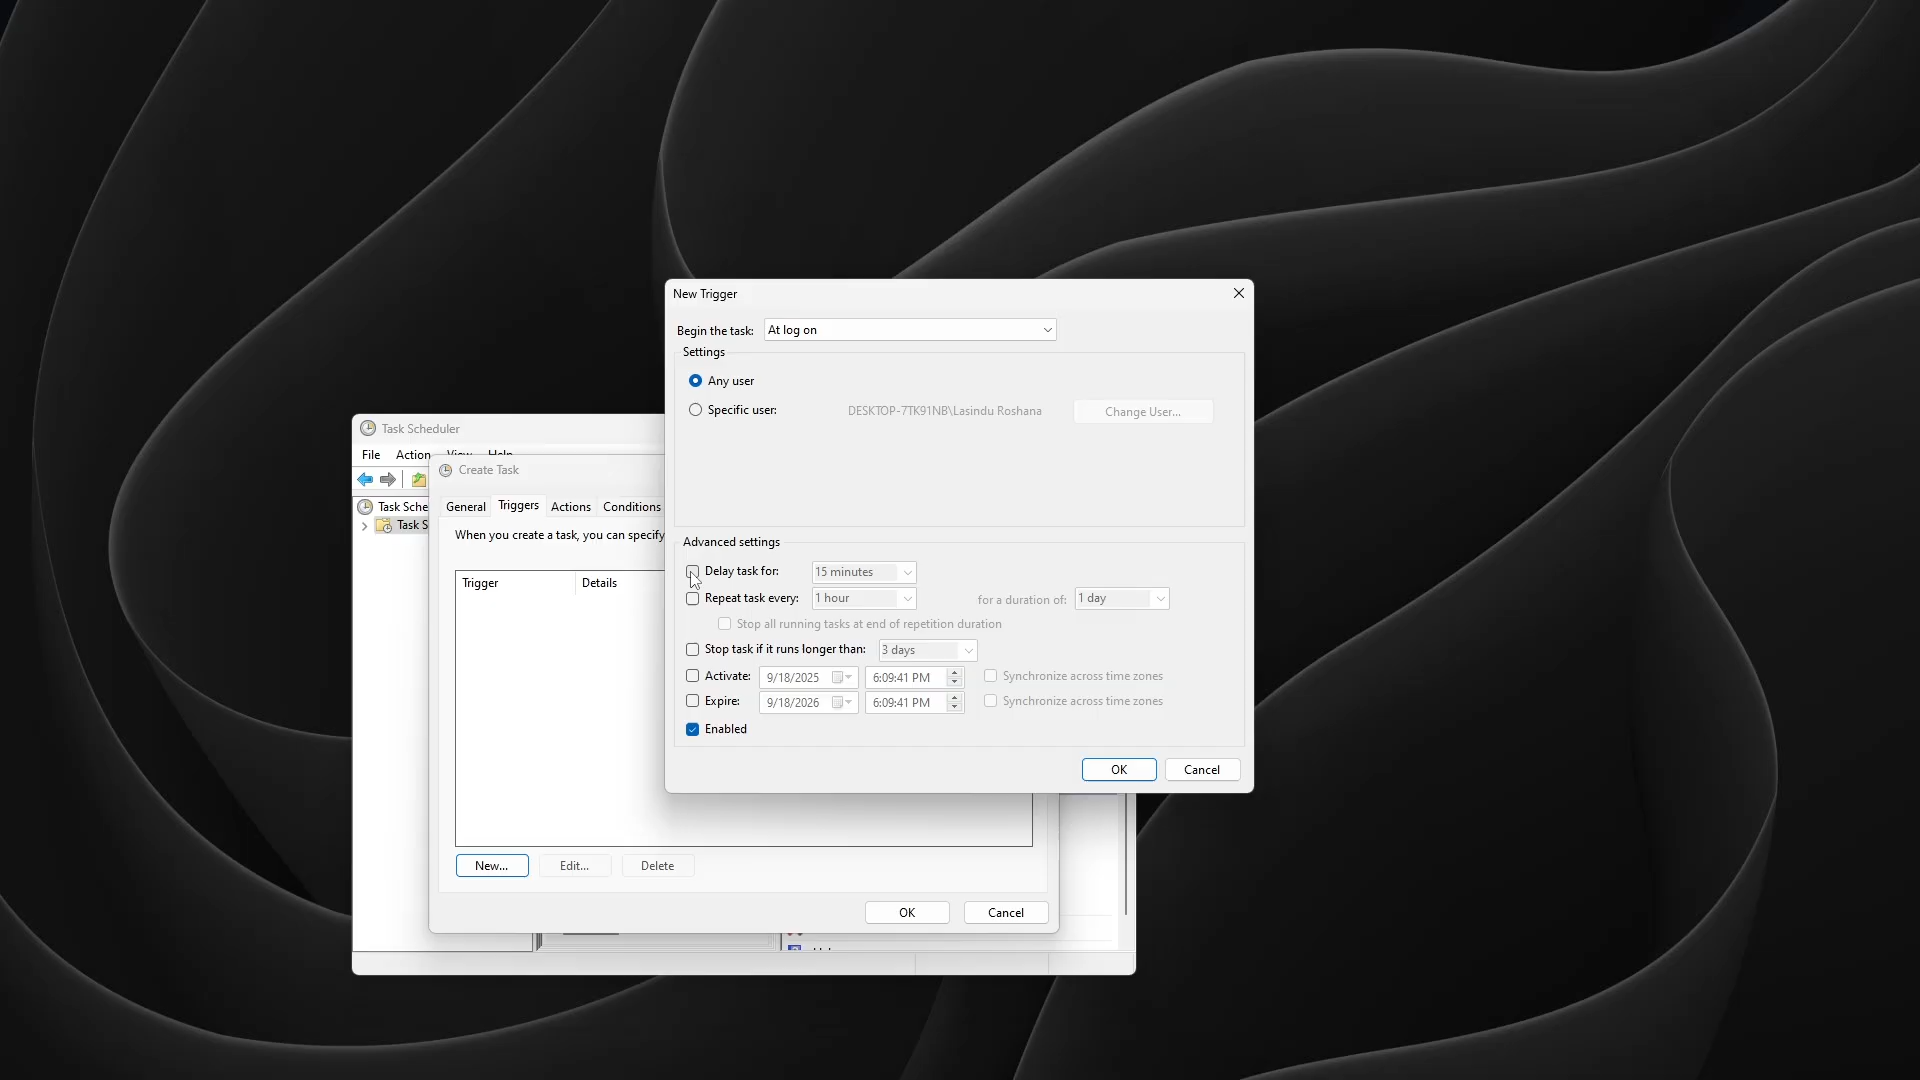 New Trigger
Begin the task: At log on
Settings
Any user
Specific user: DESKTOP-7TK91NB\Lasindu Roshana Change User...
Task Scheduler
File Action View Help
Create Task
Task Sche
Task S
General Triggers Actions Conditions
When you create a task, you can specify
Trigger Details
Advanced settings
Delay task for: 15 minutes
Repeat task every: 1 hour for a duration of: 1 day
Stop all running tasks at end of repetition duration
Stop task if it runs longer than: 3 days
Activate: 9/18/2025 6:09:41 PM Synchronize across time zones
Expire: 9/18/2026 6:09:41 PM Synchronize across time zones
Enabled
OK Cancel
New... Edit... Delete
OK Cancel